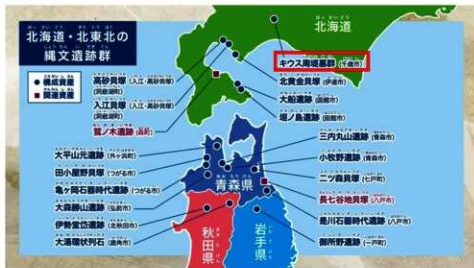 北海道・北東北の
縄文遺跡群
構成資産
関連資産
北海道
キウス周堤墓群(千歳市)
北黄金貝塚(伊達市)
大船遺跡(函館市)
垣ノ島遺跡(函館市)
高砂貝塚(入江・高砂貝塚)
(洞爺湖町)
入江貝塚(入江・高砂貝塚)
(洞爺湖町)
鷲ノ木遺跡(森町)
大平山元遺跡(外ヶ浜町)
田小屋野貝塚(つがる市)
亀ヶ岡石器時代遺跡(つがる市)
大森勝山遺跡(弘前市)
伊勢堂岱遺跡(北秋田市)
大湯環状列石(鹿角市)
三内丸山遺跡(青森市)
小牧野遺跡(青森市)
二ツ森貝塚(七戸町)
長七谷地貝塚(八戸市)
是川石器時代遺跡(八戸市)
御所野遺跡(一戸町)
青森県
秋田県
岩手県